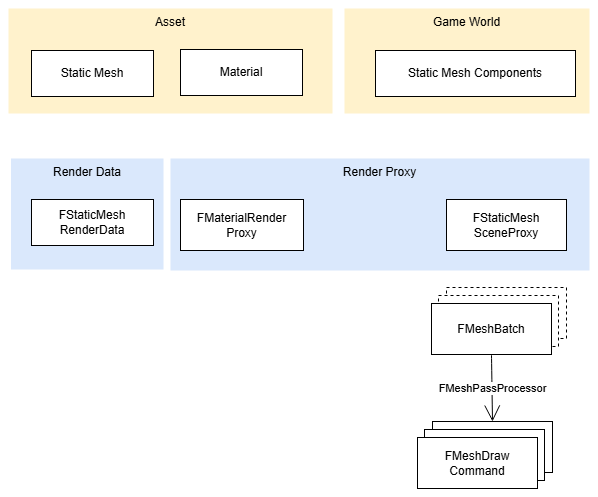 Asset
Game World
Static Mesh
Material
Static Mesh Components
Render Data
Render Proxy
FStaticMesh
RenderData
FMaterialRender
Proxy
FStaticMesh
SceneProxy
FMeshBatch
FMeshPassProcessor
FMeshDraw
Command